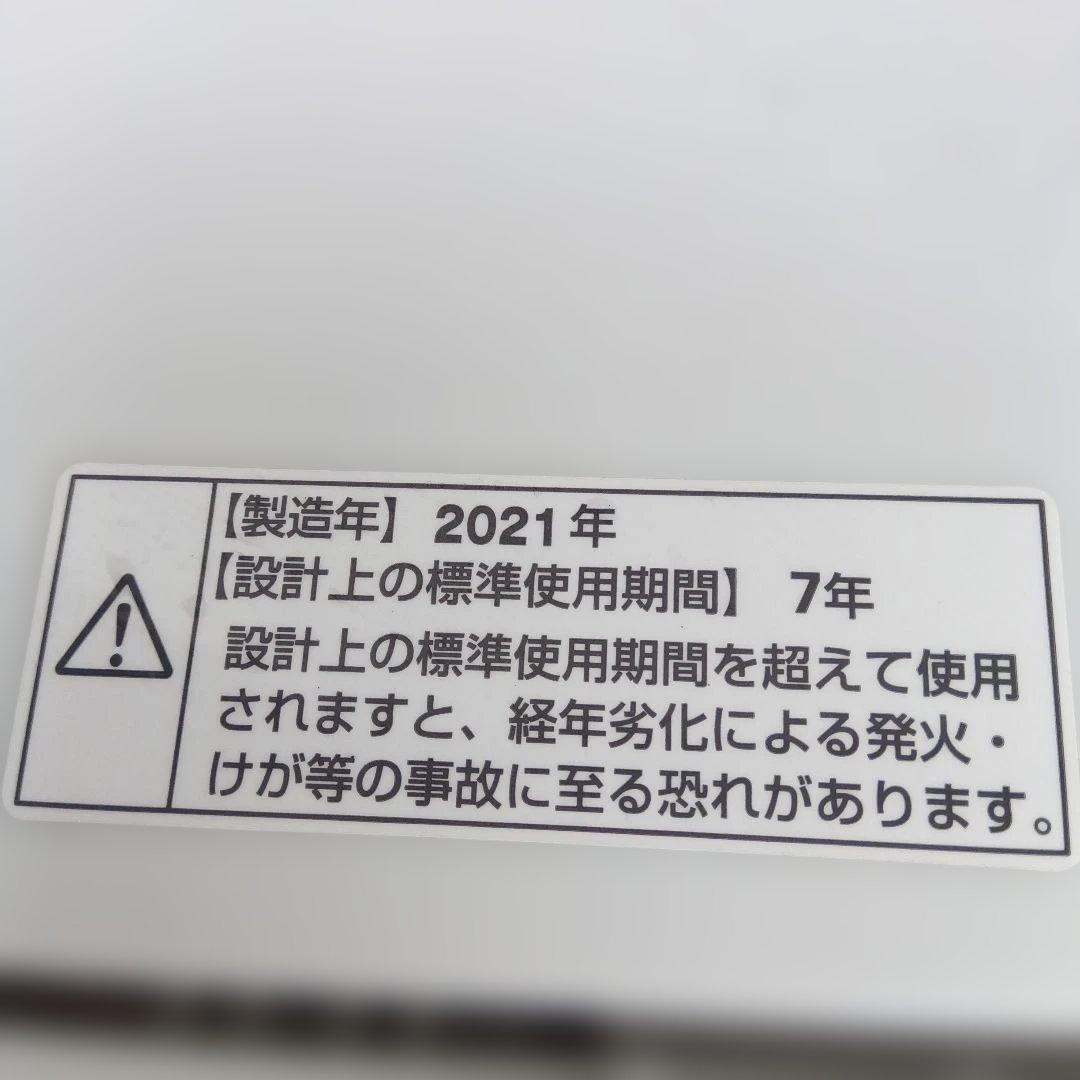 【製造年】 2021年
【設計上の標準使用期間】 7年
設計上の標準使用期間を超えて使用
されますと、経年劣化による発火・
けが等の事故に至る恐れがあります。